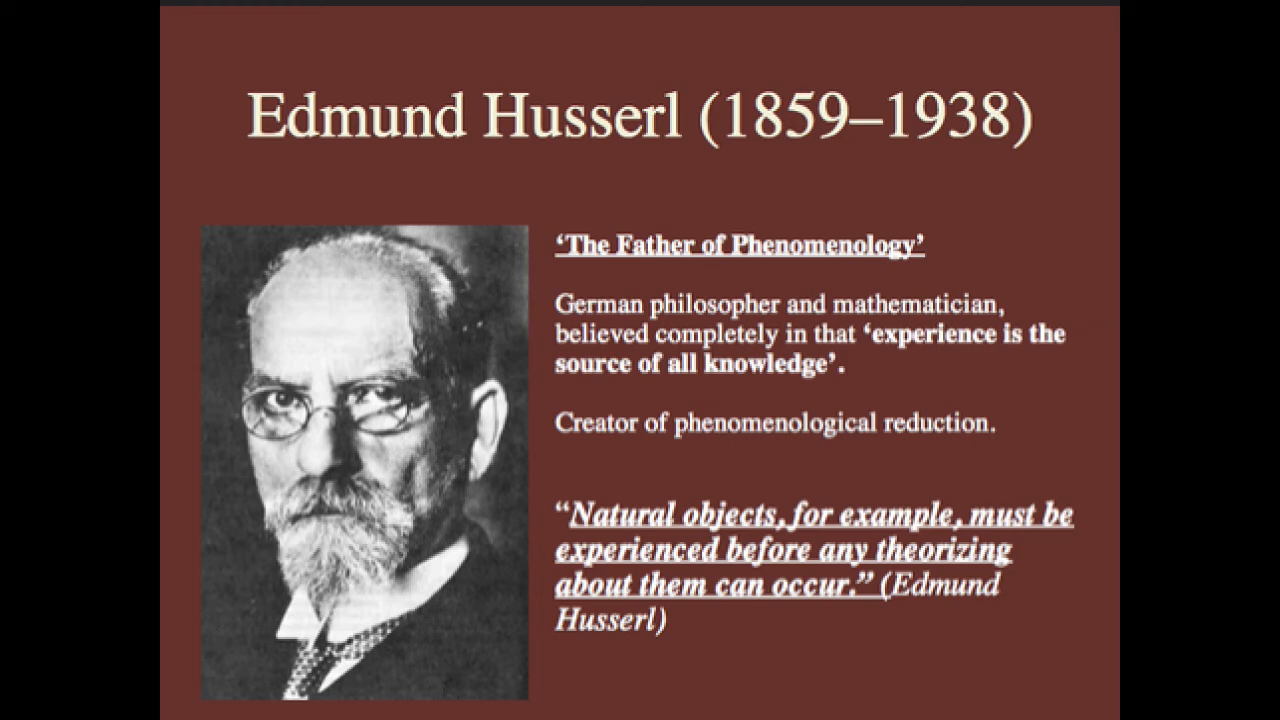 Edmund Husserl (1859–1938)
‘The Father of Phenomenology’
German philosopher and mathematician,
believed completely in that ‘experience is the
source of all knowledge’.
Creator of phenomenological reduction.
“Natural objects, for example, must be
experienced before any theorizing
about them can occur.” (Edmund
Husserl)